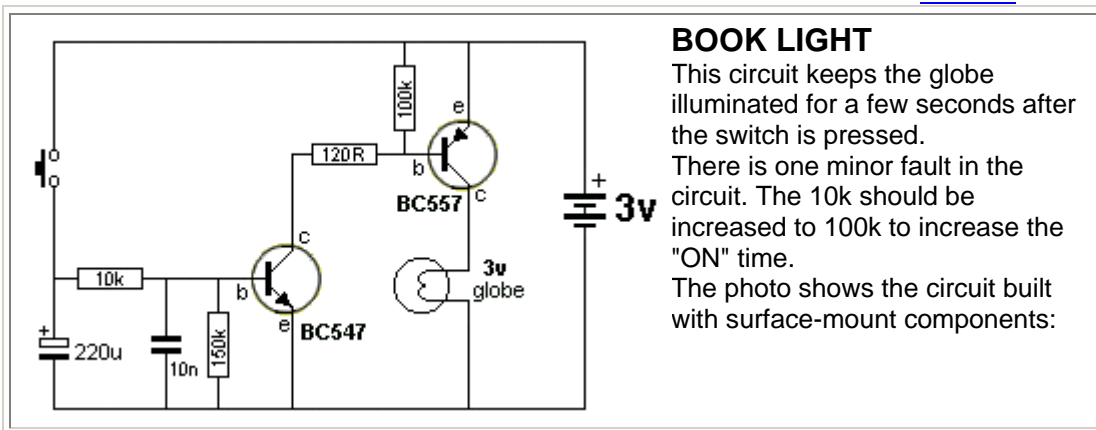 BOOK LIGHT
This circuit keeps the globe
illuminated for a few seconds after
the switch is pressed.
There is one minor fault in the
circuit. The 10k should be
increased to 100k to increase the
"ON" time.
The photo shows the circuit built
with surface-mount components:
100k
e
120R
b
BC557
c
+
3v
c
3v
globe
10k
b
e
BC547
+
220u
10n
150k